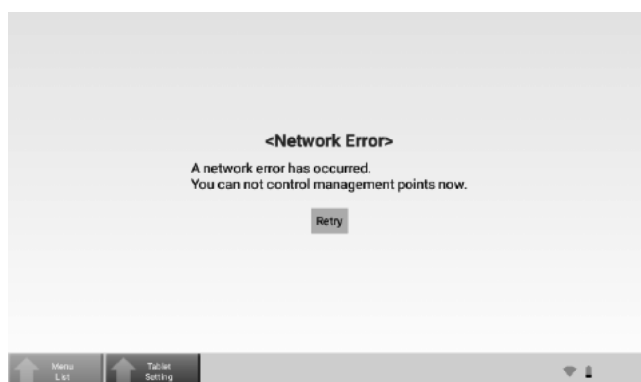 <Network Error>
A network error has occurred.
You can not control management points now.
Retry
Menu
List
Tablet
Setting